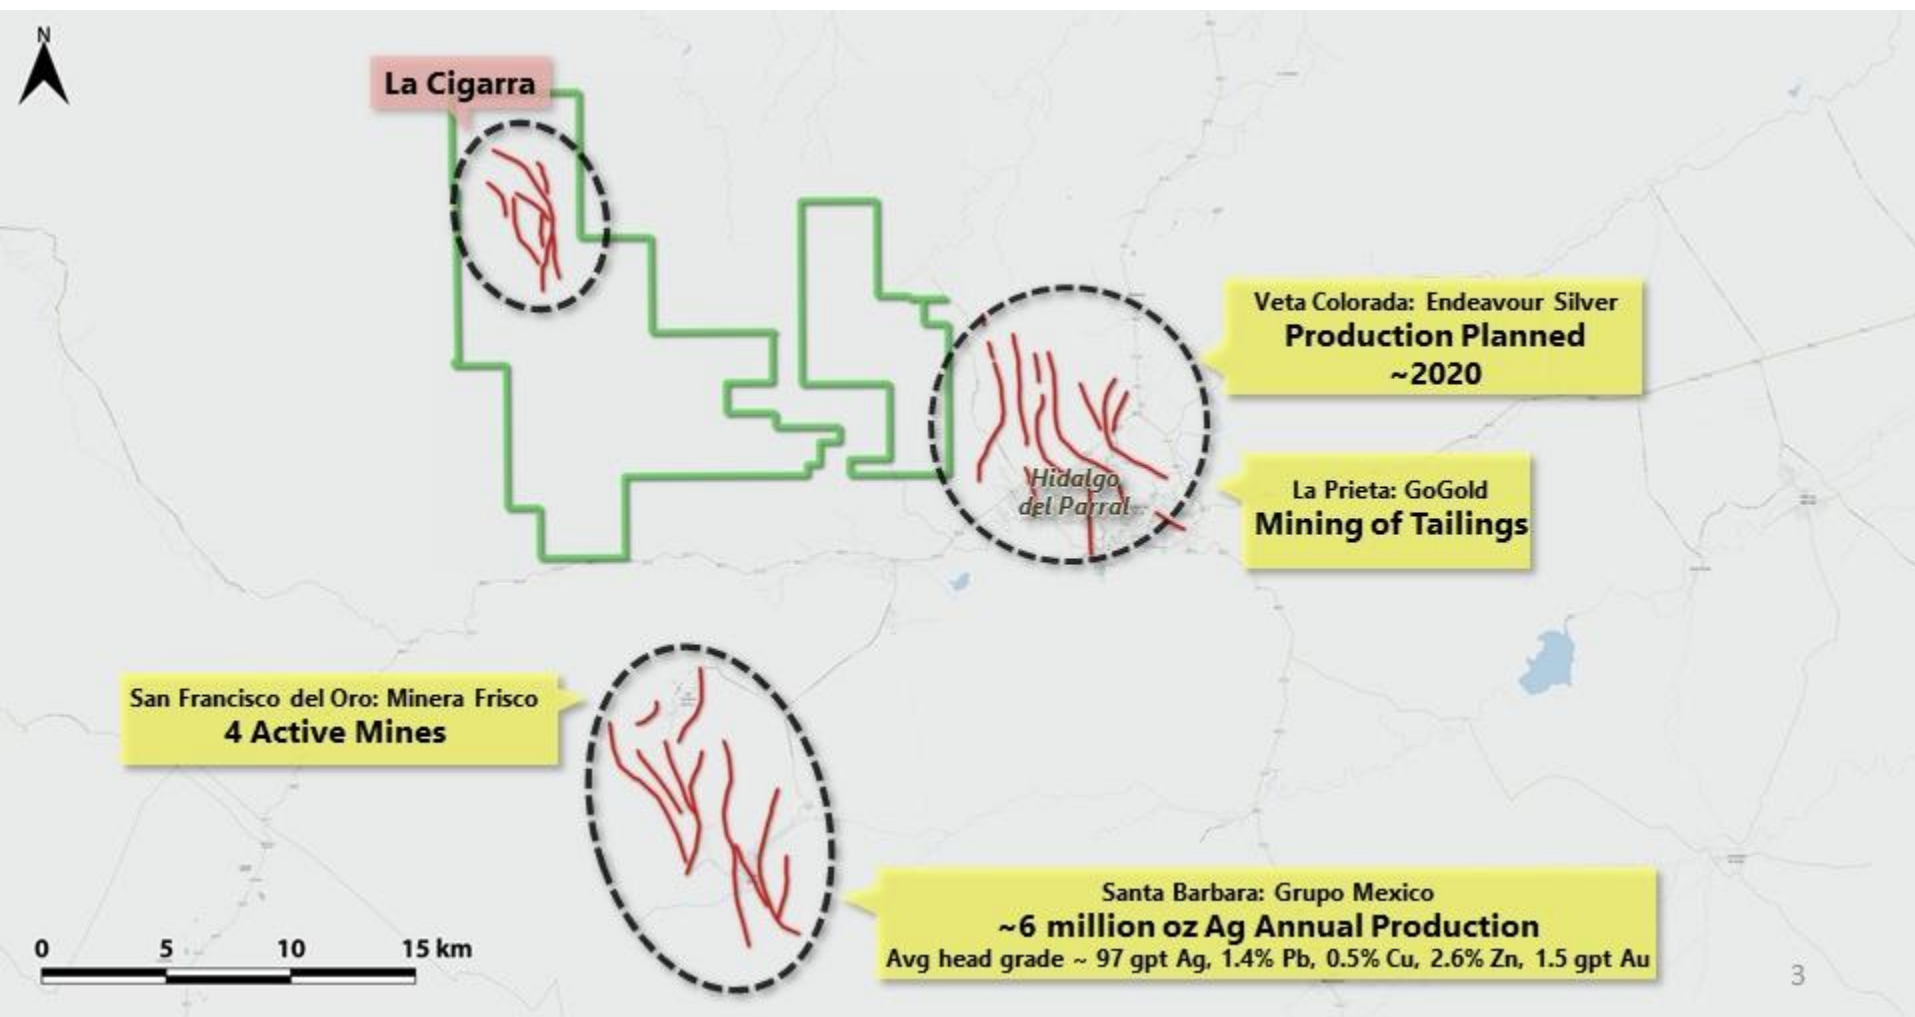 N
La Cigarra
Veta Colorada: Endeavour Silver
Production Planned
~2020
Hidalgo
del Parral
La Prieta: GoGold
Mining of Tailings
San Francisco del Oro: Minera Frisco
4 Active Mines
Santa Barbara: Grupo Mexico
~6 million oz Ag Annual Production
Avg head grade ~ 97 gpt Ag, 1.4% Pb, 0.5% Cu, 2.6% Zn, 1.5 gpt Au
0 5 10 15 km
3